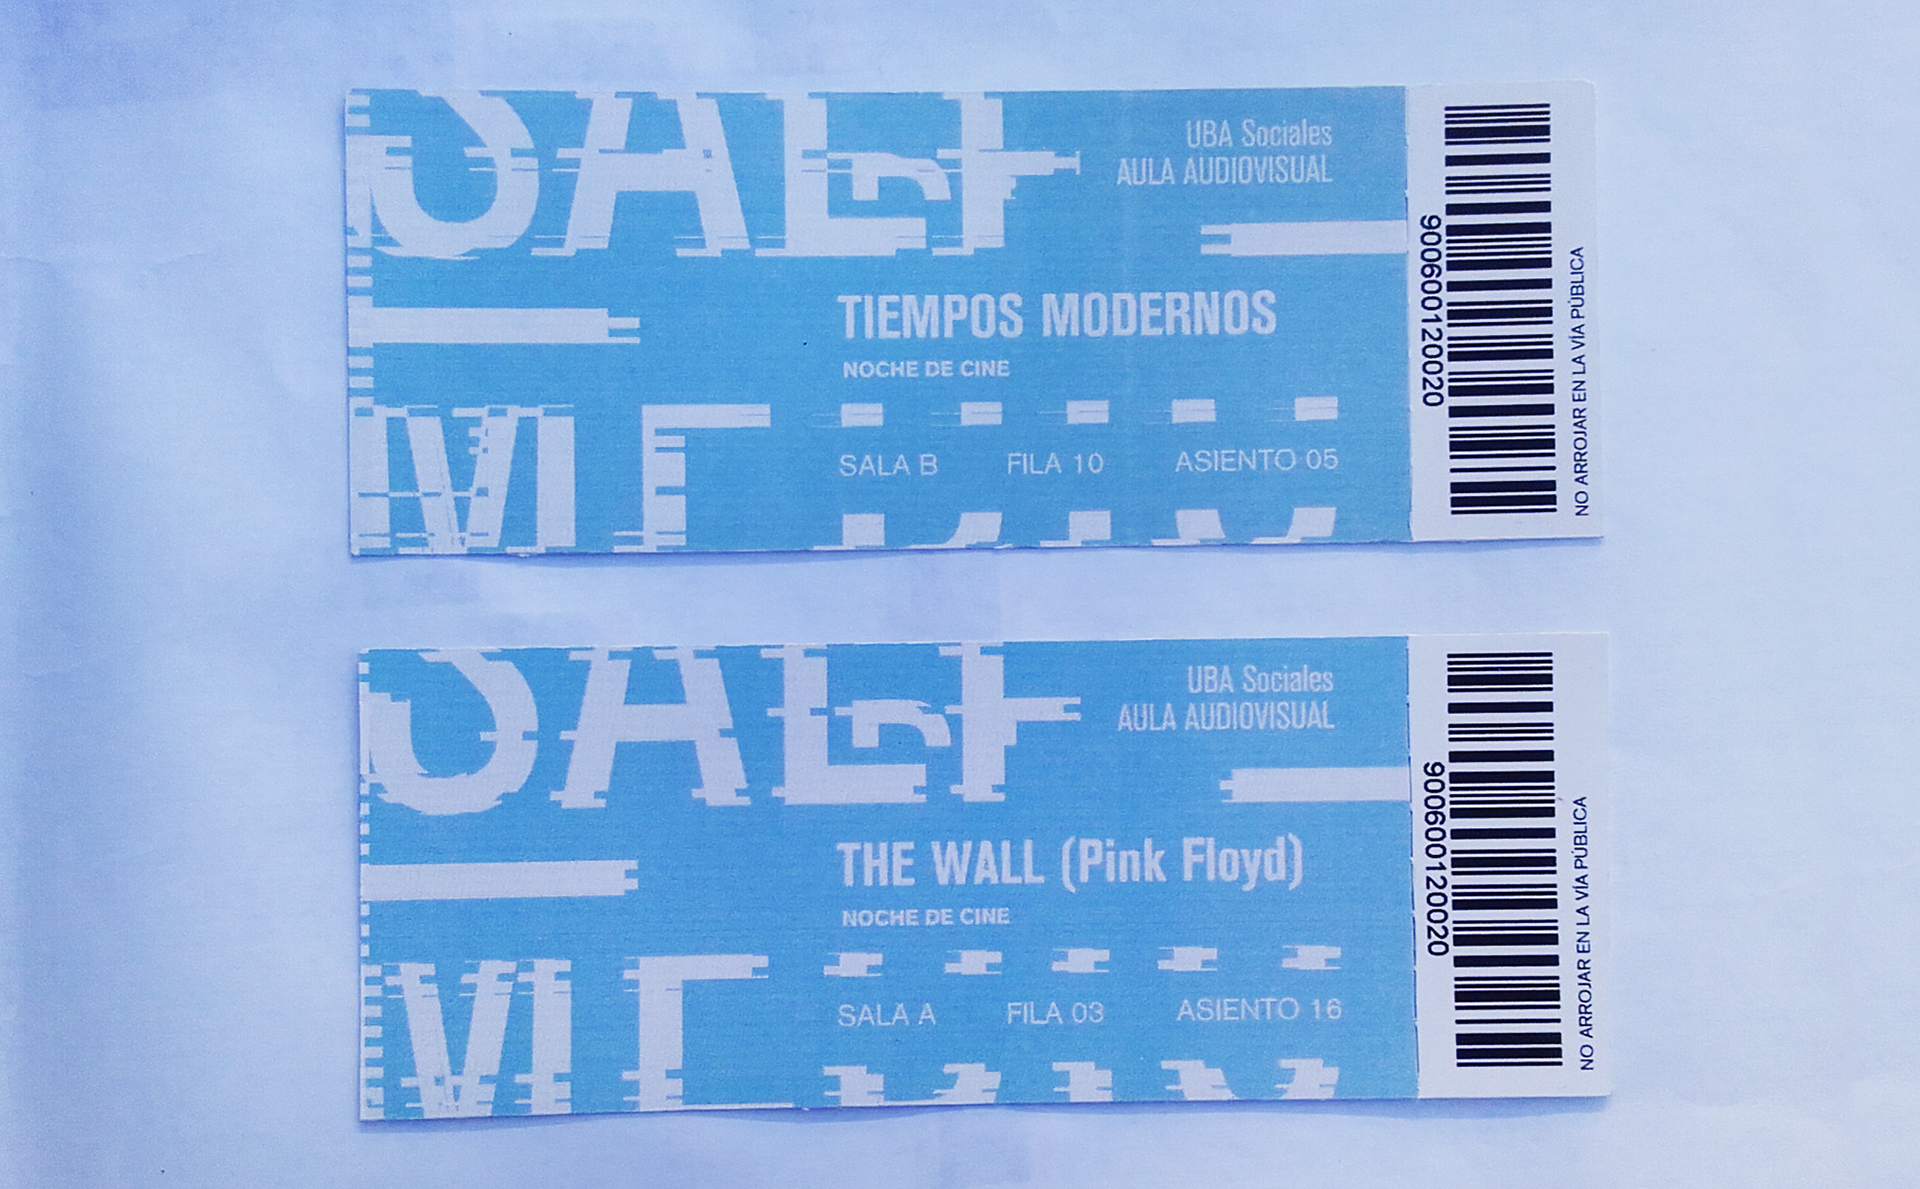 UBA Sociales
AULA AUDIOVISUAL
TIEMPOS MODERNOS
NOCHE DE CINE
SALA B FILA 10 ASIENTO 05
900600120020
NO ARROJAR EN LA VÍA PÚBLICA
UBA Sociales
AULA AUDIOVISUAL
THE WALL (Pink Floyd)
NOCHE DE CINE
SALA A FILA 03 ASIENTO 16
900600120020
NO ARROJAR EN LA VÍA PÚBLICA